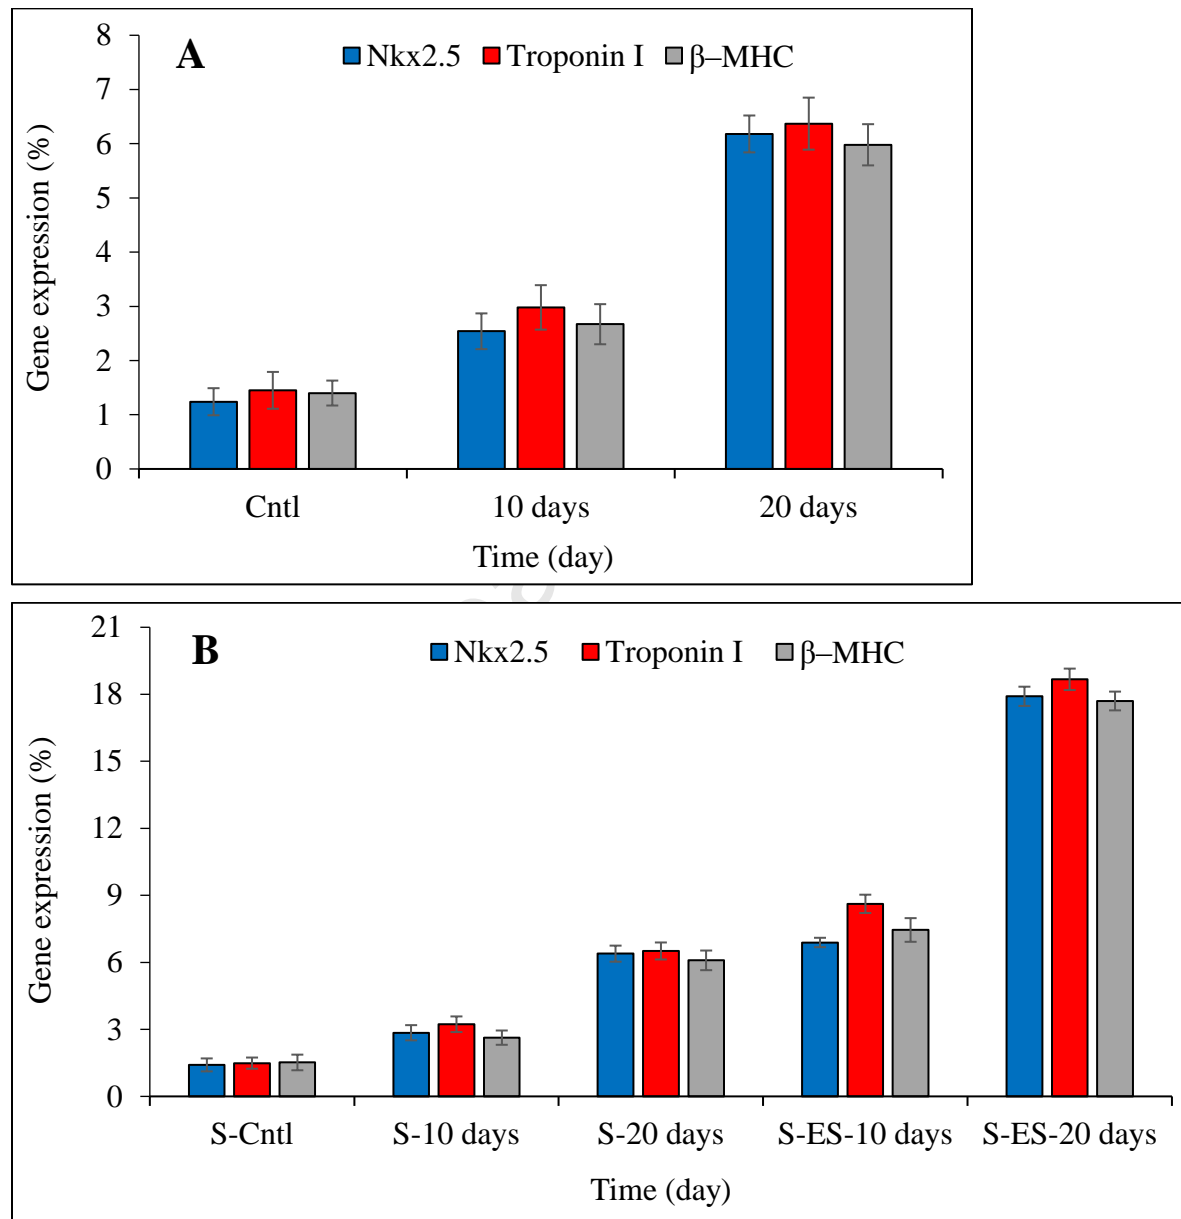 A
Nkx2.5 Troponin I β–MHC
8
7
6
5
4
3
2
1
0
Gene expression (%)
Cntl 10 days 20 days
Time (day)
B
Nkx2.5 Troponin I β–MHC
21
18
15
12
9
6
3
0
Gene expression (%)
S-Cntl S-10 days S-20 days S-ES-10 days S-ES-20 days
Time (day)